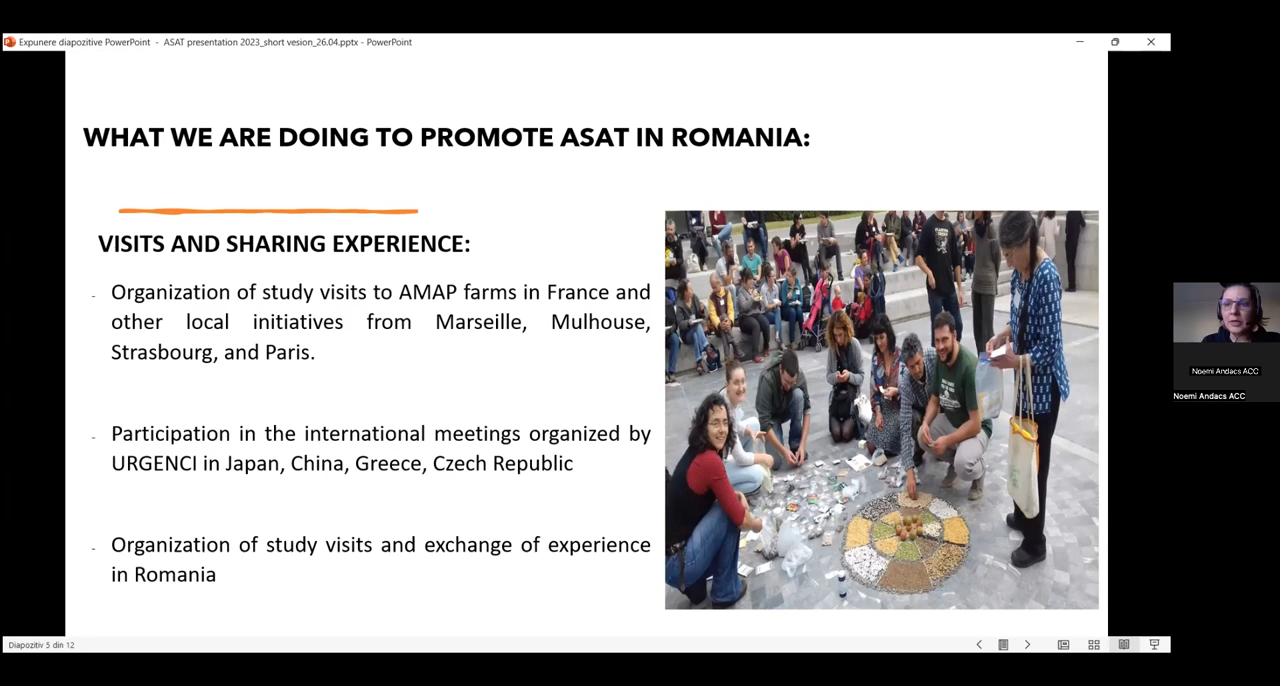 Expunere diapozitive PowerPoint - ASAT presentation 2023_short vesion_26.04.pptx - PowerPoint
WHAT WE ARE DOING TO PROMOTE ASAT IN ROMANIA:
VISITS AND SHARING EXPERIENCE:
- Organization of study visits to AMAP farms in France and
other local initiatives from Marseille, Mulhouse,
Strasbourg, and Paris.
- Participation in the international meetings organized by
URGENCI in Japan, China, Greece, Czech Republic
- Organization of study visits and exchange of experience
in Romania
Noemi Andacs ACC
Noemi Andacs ACC
Diapozitiv 5 din 12